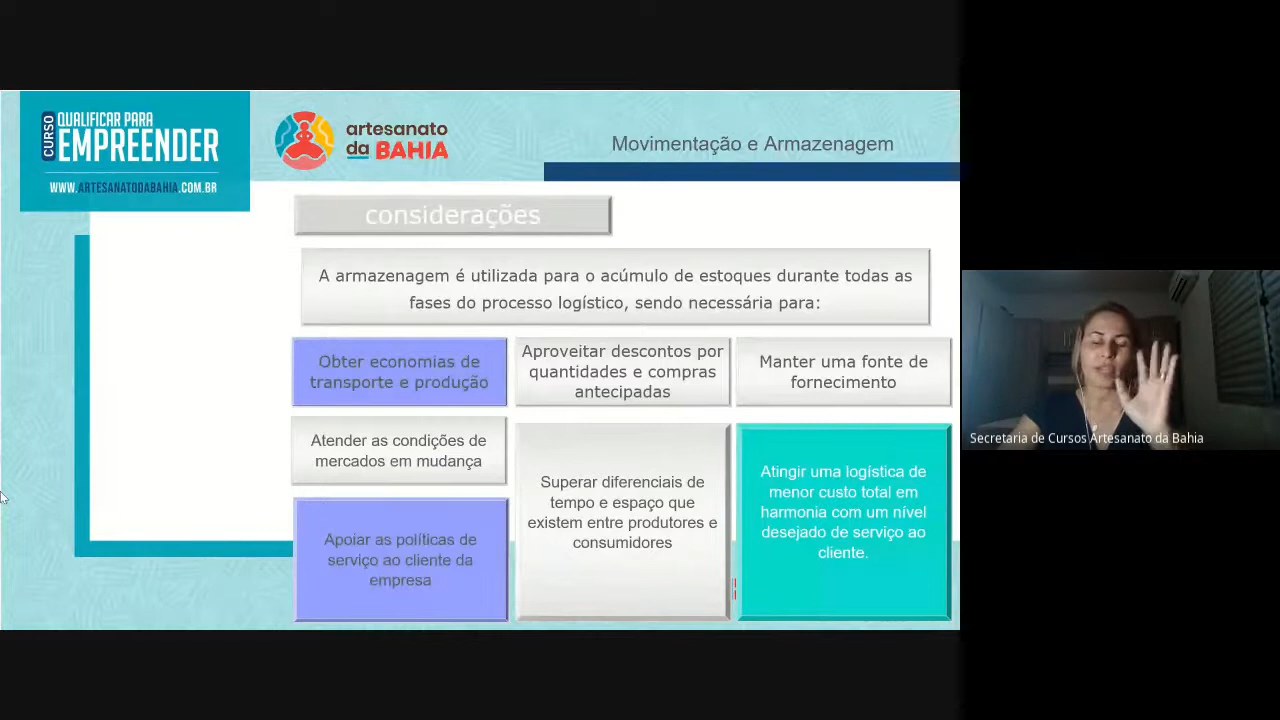 CURSO
QUALIFICAR PARA
EMPREENDER
WWW.ARTESANATODABAHIA.COM.BR
artesanato
da BAHIA
Movimentação e Armazenagem
considerações
A armazenagem é utilizada para o acúmulo de estoques durante todas as
fases do processo logístico, sendo necessária para:
Obter economias de
transporte e produção
Aproveitar descontos por
quantidades e compras
antecipadas
Manter uma fonte de
fornecimento
Atender as condições de
mercados em mudança
Superar diferenciais de
tempo e espaço que
existem entre produtores e
consumidores
Atingir uma logística de
menor custo total em
harmonia com um nível
desejado de serviço ao
cliente.
Apoiar as políticas de
serviço ao cliente da
empresa
Secretaria de Cursos Artesanato da Bahia